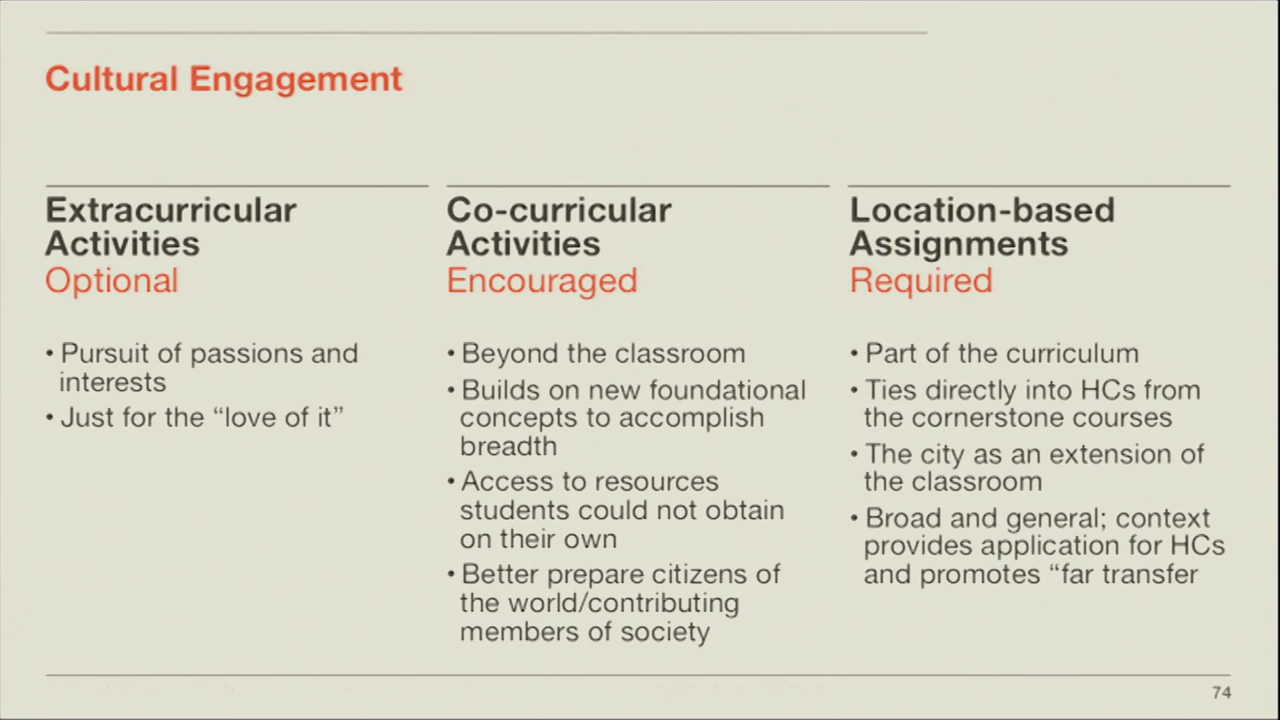 Cultural Engagement
Extracurricular
Activities
Optional
• Pursuit of passions and
interests
• Just for the “love of it”
Co-curricular
Activities
Encouraged
• Beyond the classroom
• Builds on new foundational
concepts to accomplish
breadth
• Access to resources
students could not obtain
on their own
• Better prepare citizens of
the world/contributing
members of society
Location-based
Assignments
Required
• Part of the curriculum
• Ties directly into HCs from
the cornerstone courses
• The city as an extension of
the classroom
• Broad and general; context
provides application for HCs
and promotes “far transfer
74